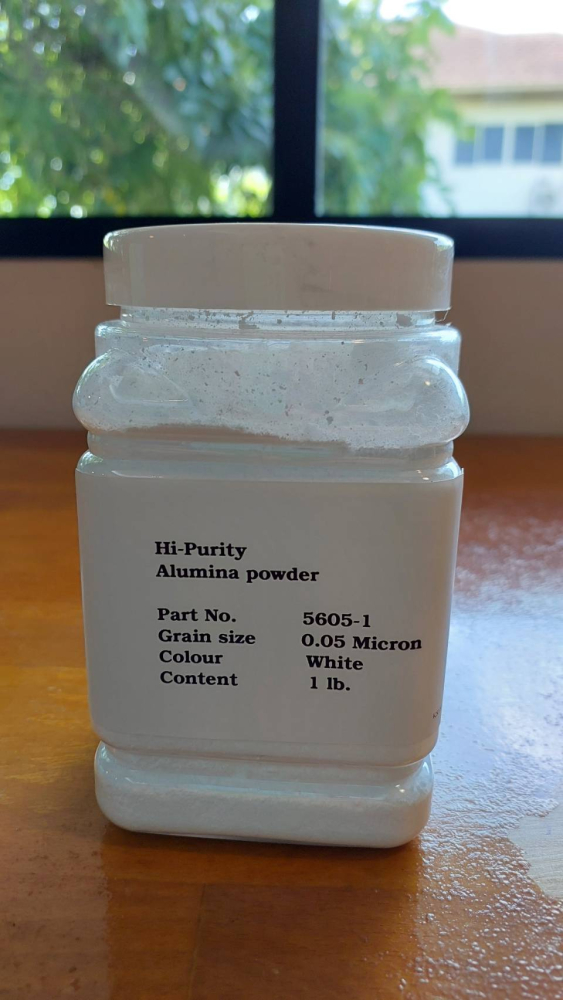 Hi-Purity
Alumina powder
Part No. 5605-1
Grain size 0.05 Micron
Colour White
Content 1 lb.